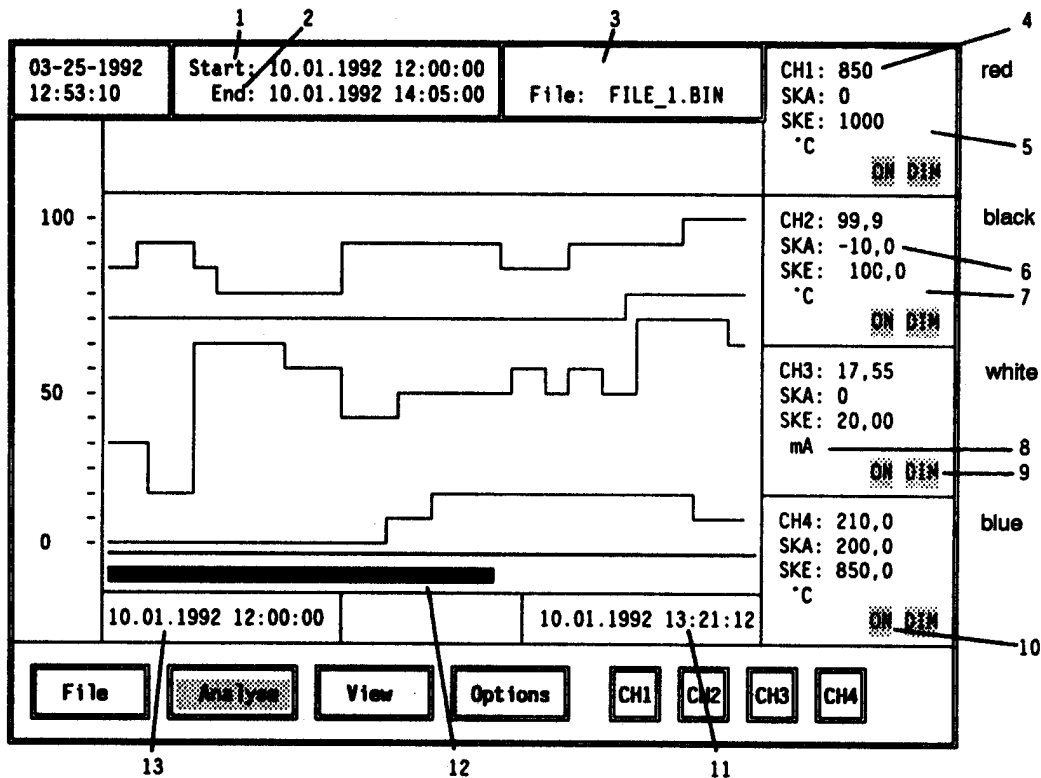 1 2 3 4
03-25-1992
12:53:10
Start: 10.01.1992 12:00:00
End: 10.01.1992 14:05:00
File: FILE_1.BIN
CH1: 850
SKA: 0
SKE: 1000
°C
ON DIM
red
5
100
50
0
CH2: 99,9
SKA: -10,0
SKE: 100,0
°C
ON DIM
black
6
7
CH3: 17,55
SKA: 0
SKE: 20,00
mA
ON DIM
white
8
9
CH4: 210,0
SKA: 200,0
SKE: 850,0
°C
ON DIM
blue
10
10.01.1992 12:00:00
10.01.1992 13:21:12
File Analyse View Options CH1 CH2 CH3 CH4
13 12 11